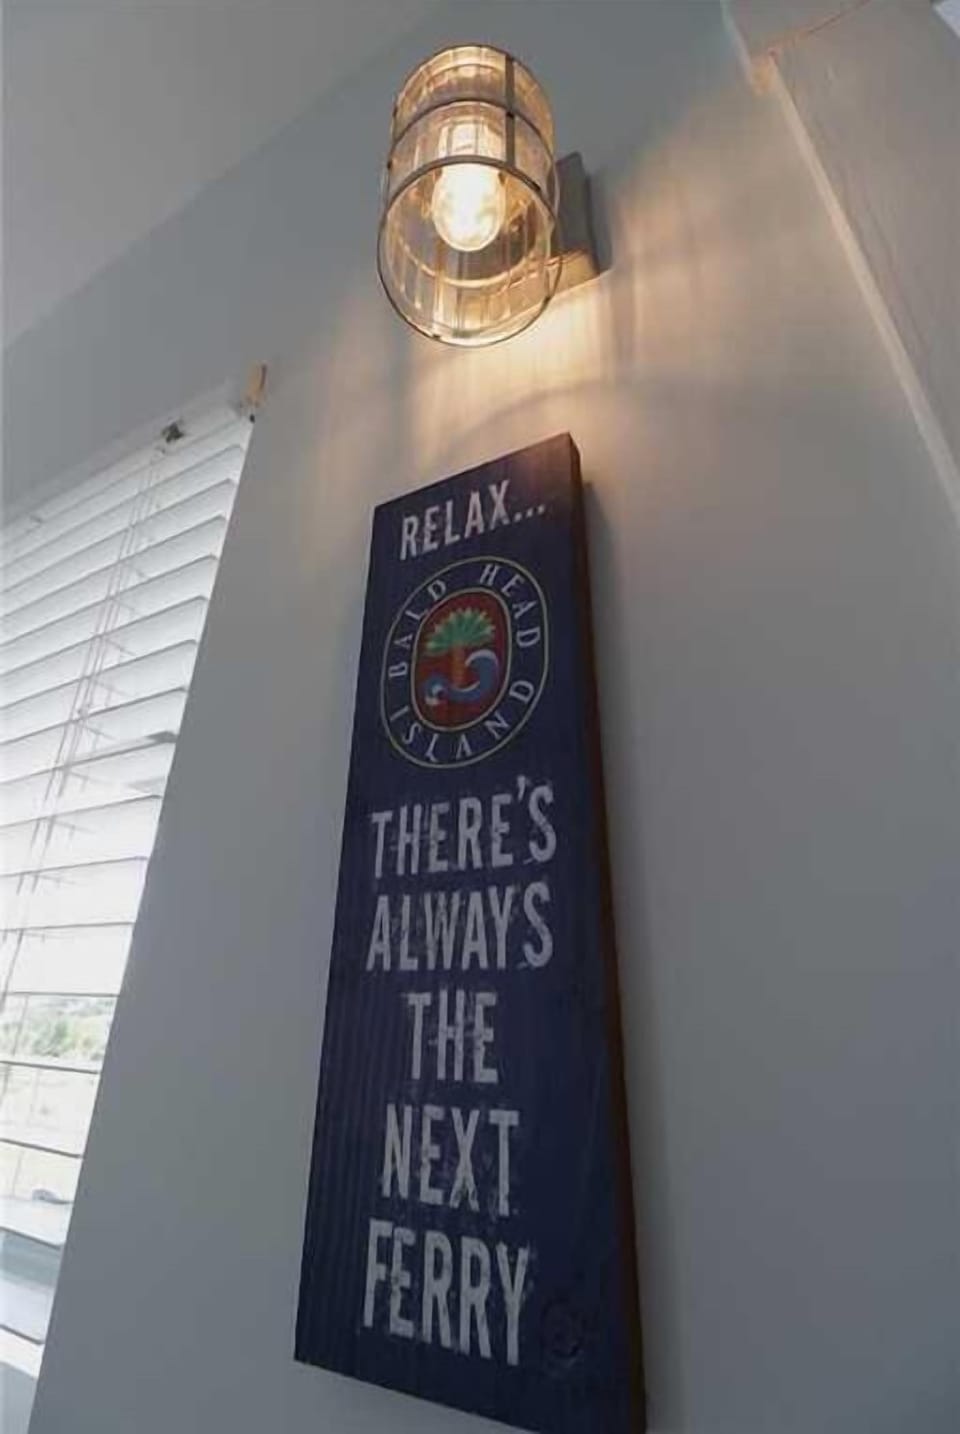 RELAX...
BALD HEAD
ISLAND
THERE'S
ALWAYS
THE
NEXT
FERRY